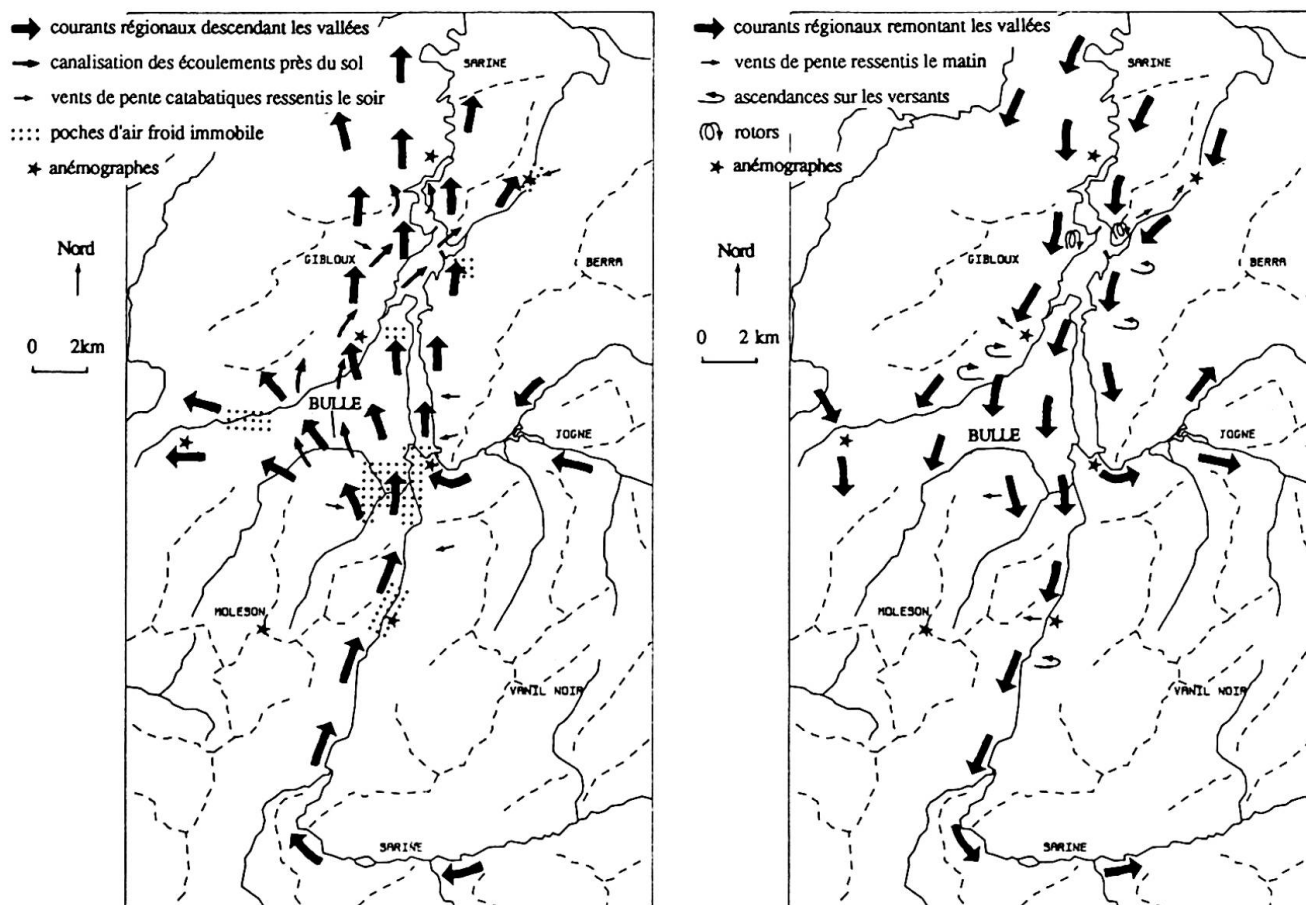 courants régionaux descendant les vallées
canalisation des écoulements près du sol
vents de pente catabatiques ressentis le soir
poches d'air froid immobile
anémographes
SARINE
Nord
GIBLOUX
BERRA
0 2km
BULLE
JOGNE
MOLESON
VANIL NOIR
SARINE
courants régionaux remontant les vallées
vents de pente ressentis le matin
ascendances sur les versants
rotors
anémographes
SARINE
Nord
GIBLOUX
BERRA
0 2 km
BULLE
JOGNE
MOLESON
VANIL NOIR
SARINE